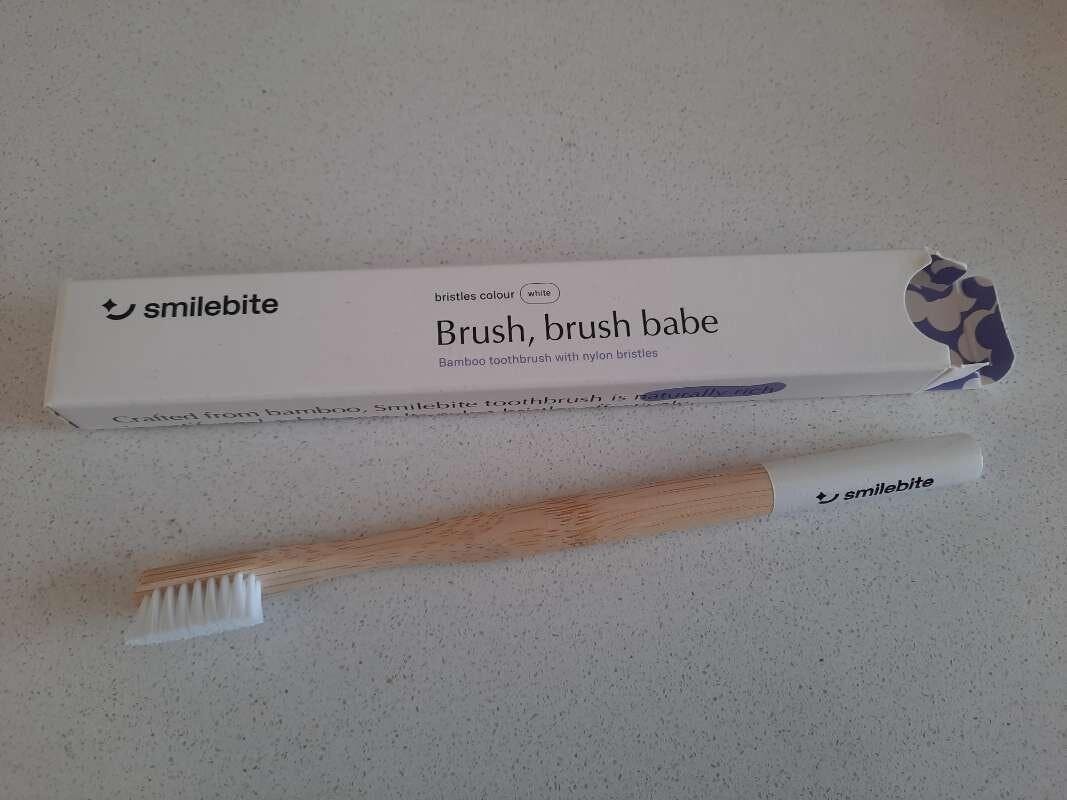 smilebite
bristles colour white
Brush, brush babe
Bamboo toothbrush with nylon bristles
Crafted from bamboo, Smilebite toothbrush is naturally rich
smilebite